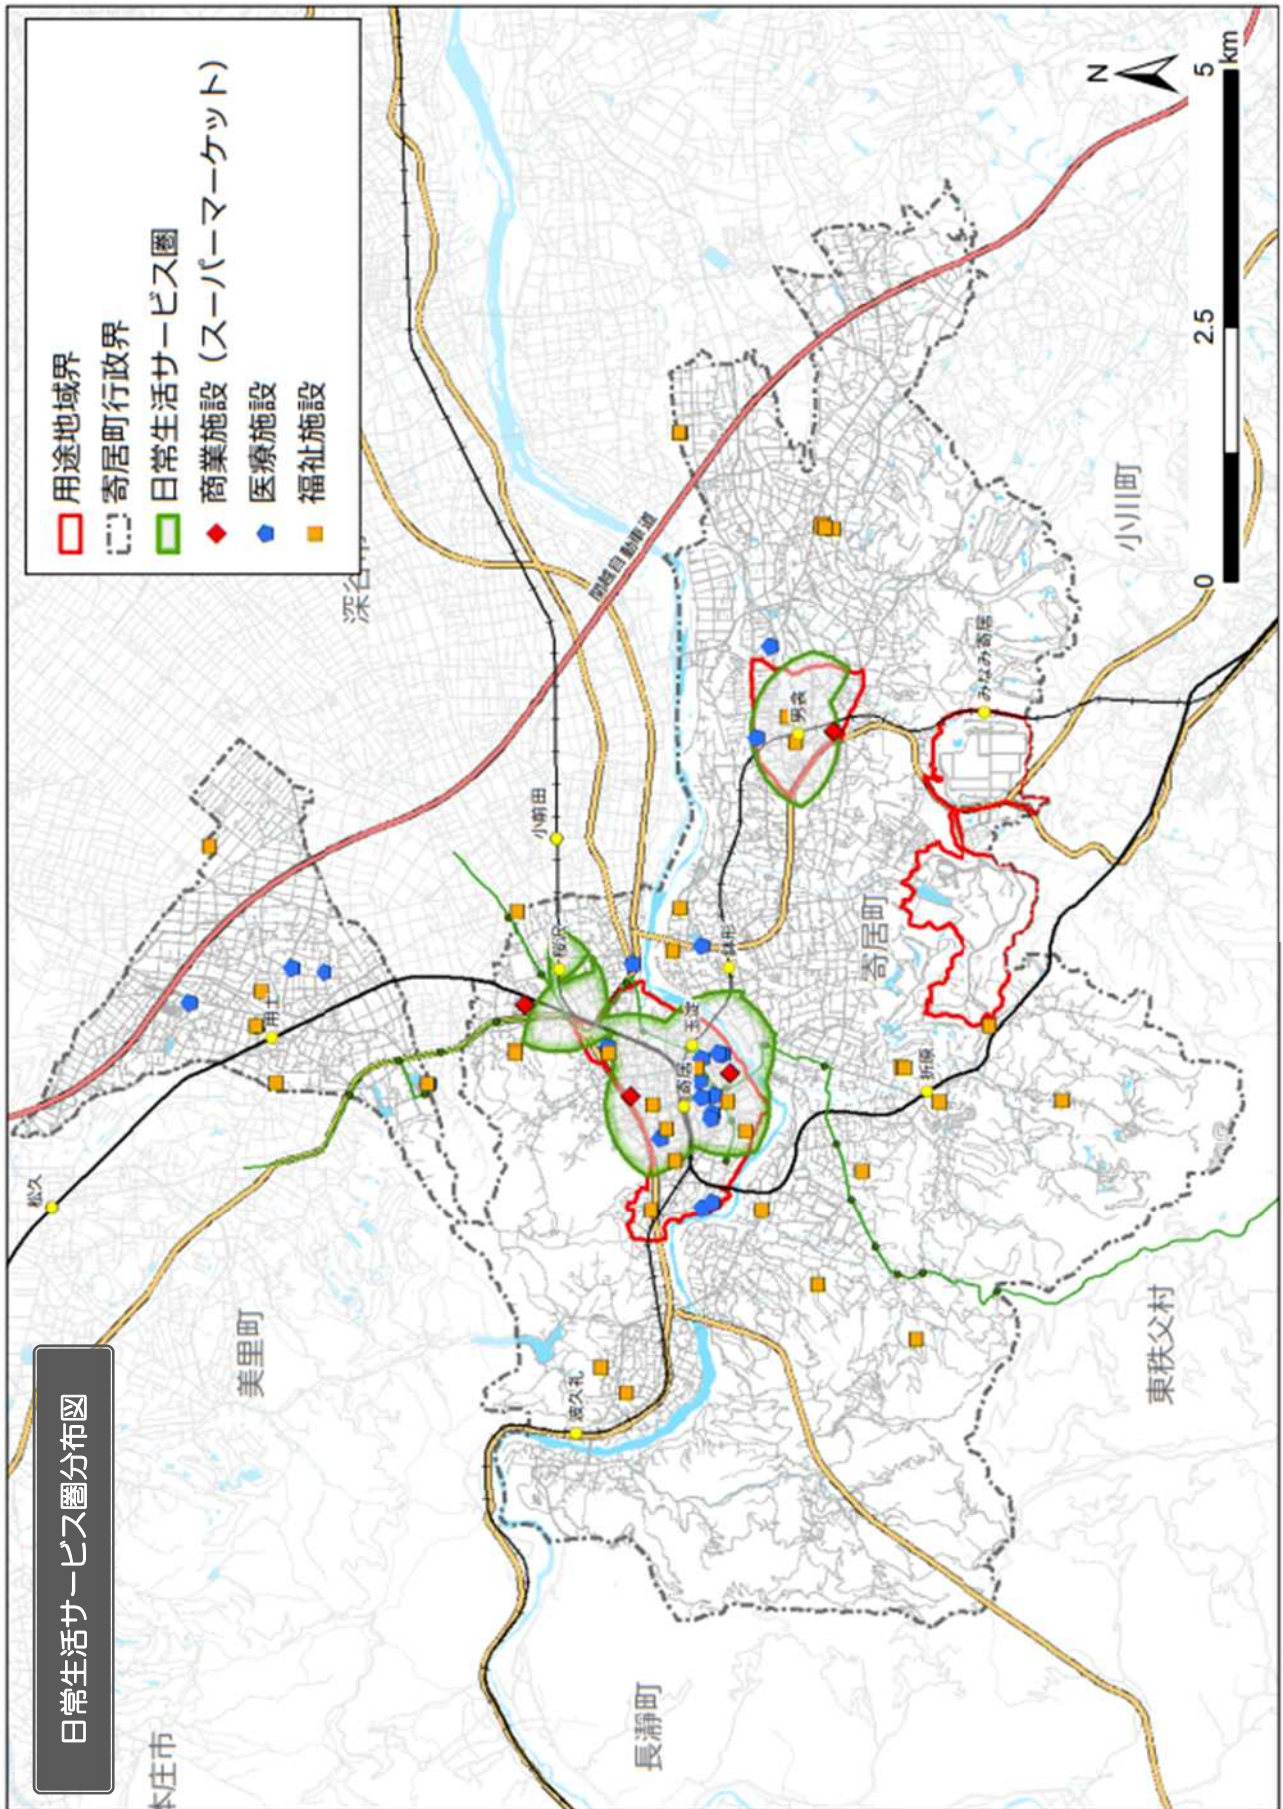 日常生活サービス圏分布図
用途地域界
寄居町行政界
日常生活サービス圏
商業施設（スーパーマーケット）
医療施設
福祉施設
本庄市
美里町
松久
用土
深谷
小前田
関越自動車道
桜沢
波久礼
寄居
玉淀
鉢形
男衾
長瀞町
寄居町
折原
みなみ寄居
東秩父村
小川町
N
0
2.5
5
km